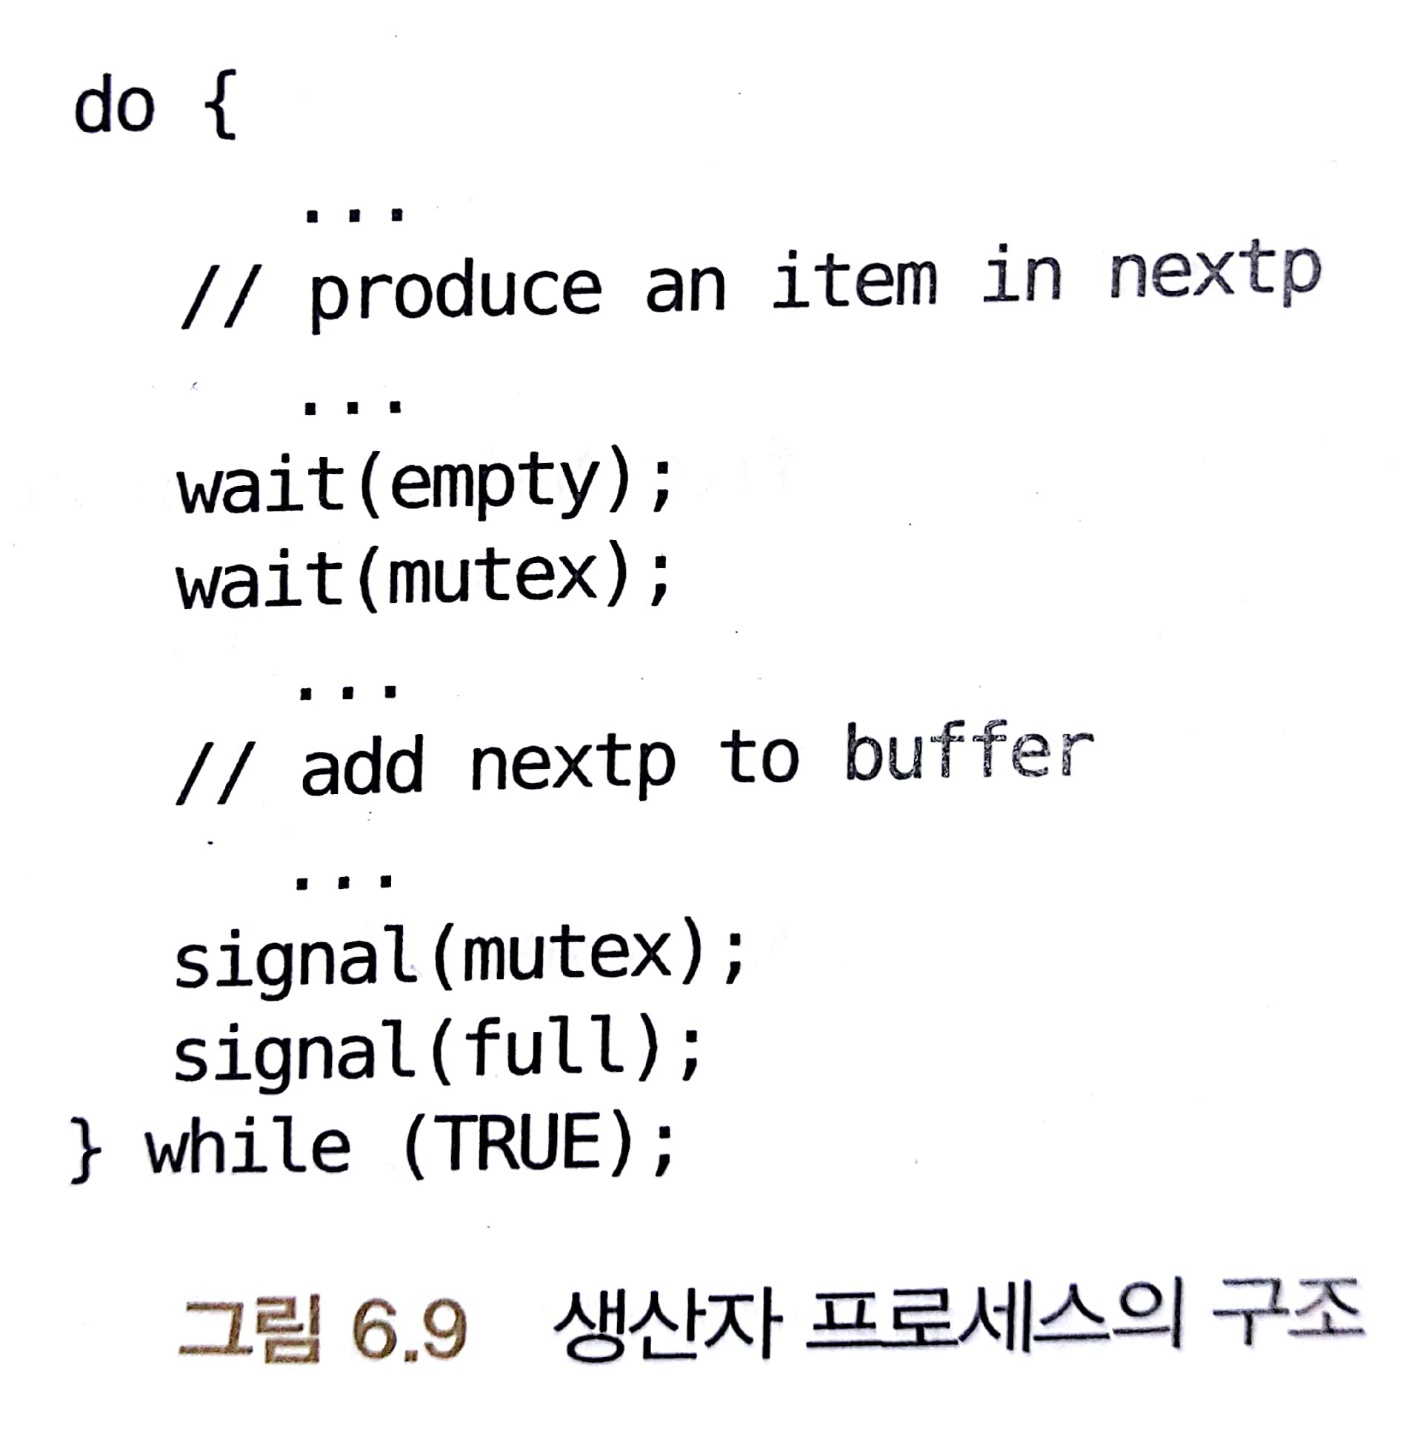 do {
...
// produce an item in nextp
...
wait(empty);
wait(mutex);
...
// add nextp to buffer
...
signal(mutex);
signal(full);
} while (TRUE);
그림 6.9 생산자 프로세스의 구조